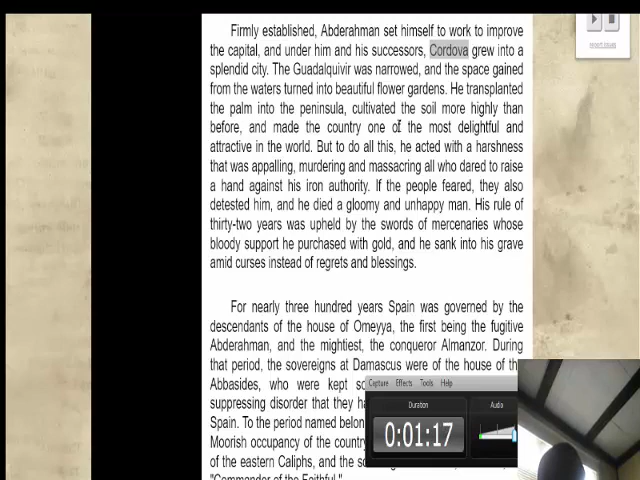 report issues
Firmly established, Abderahman set himself to work to improve
the capital, and under him and his successors, Cordova grew into a
splendid city. The Guadalquivir was narrowed, and the space gained
from the waters turned into beautiful flower gardens. He transplanted
the palm into the peninsula, cultivated the soil more highly than
before, and made the country one of the most delightful and
attractive in the world. But to do all this, he acted with a harshness
that was appalling, murdering and massacring all who dared to raise
a hand against his iron authority. If the people feared, they also
detested him, and he died a gloomy and unhappy man. His rule of
thirty-two years was upheld by the swords of mercenaries whose
bloody support he purchased with gold, and he sank into his grave
amid curses instead of regrets and blessings.
For nearly three hundred years Spain was governed by the
descendants of the house of Omeyya, the first being the fugitive
Abderahman, and the mightiest, the conqueror Almanzor. During
that period, the sovereigns at Damascus were of the house of
Abbasides, who were kept
suppressing disorder that they
Spain. To the period named
Moorish occupancy of the
of the eastern Caliphs, and the
"Commander of the Faithful."
Capture Effects Tools Help
Duration
Audio
0:01:17